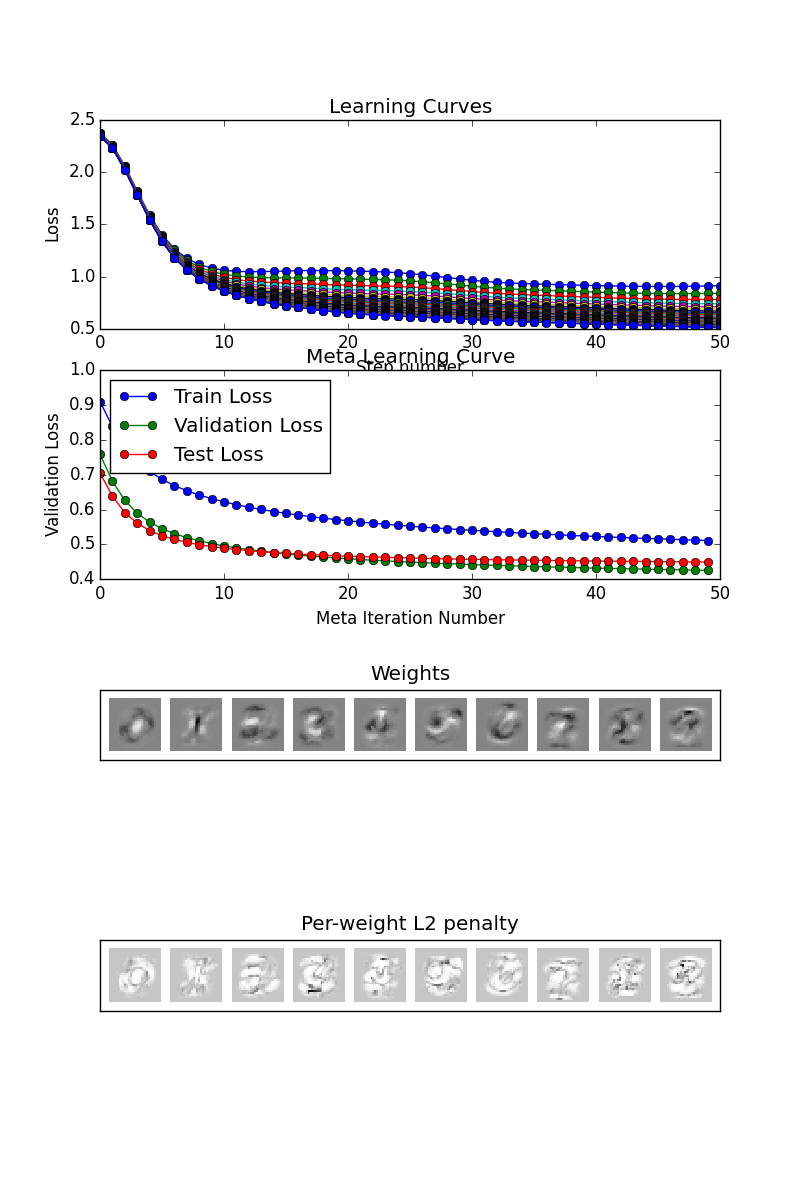 Learning Curves
2.5
2.0
1.5
1.0
0.5
Loss
0 10 20 30 40 50
Step number
Meta Learning Curve
1.0
0.9
0.8
0.7
0.6
0.5
0.4
Validation Loss
Train Loss
Validation Loss
Test Loss
0 10 20 30 40 50
Meta Iteration Number
Weights
Per-weight L2 penalty